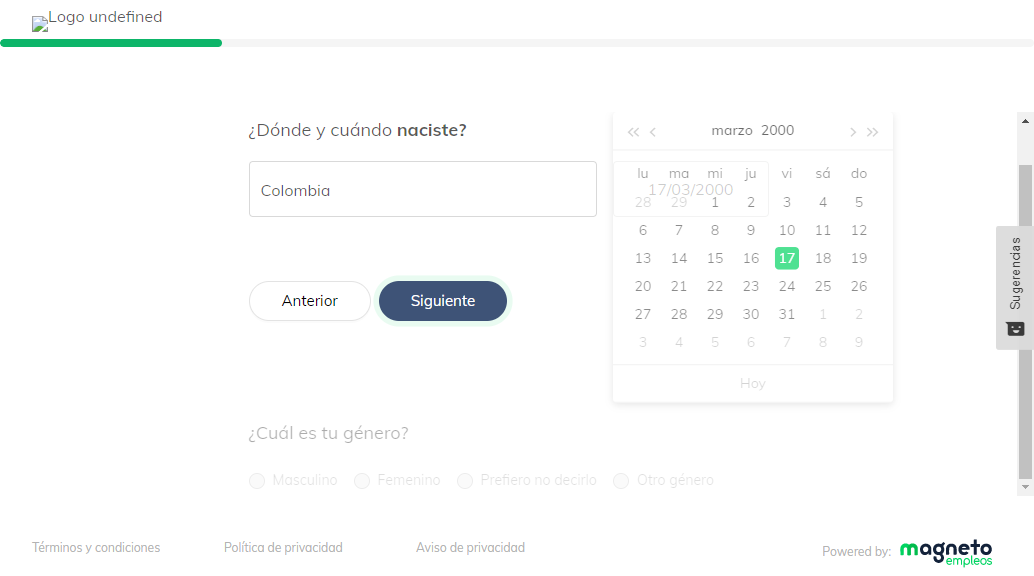 Logo undefined
¿Dónde y cuándo naciste?
Colombia
Anterior
Siguiente
marzo 2000
lu ma mi ju vi sá do
17/03/2000
28 29 1 2 3 4 5
6 7 8 9 10 11 12
13 14 15 16 17 18 19
20 21 22 23 24 25 26
27 28 29 30 31 1 2
3 4 5 6 7 8 9
Hoy
Sugerencias
¿Cuál es tu género?
Masculino Femenino Prefiero no decirlo Otro género
Términos y condiciones Política de privacidad Aviso de privacidad Powered by: magneto
empleos